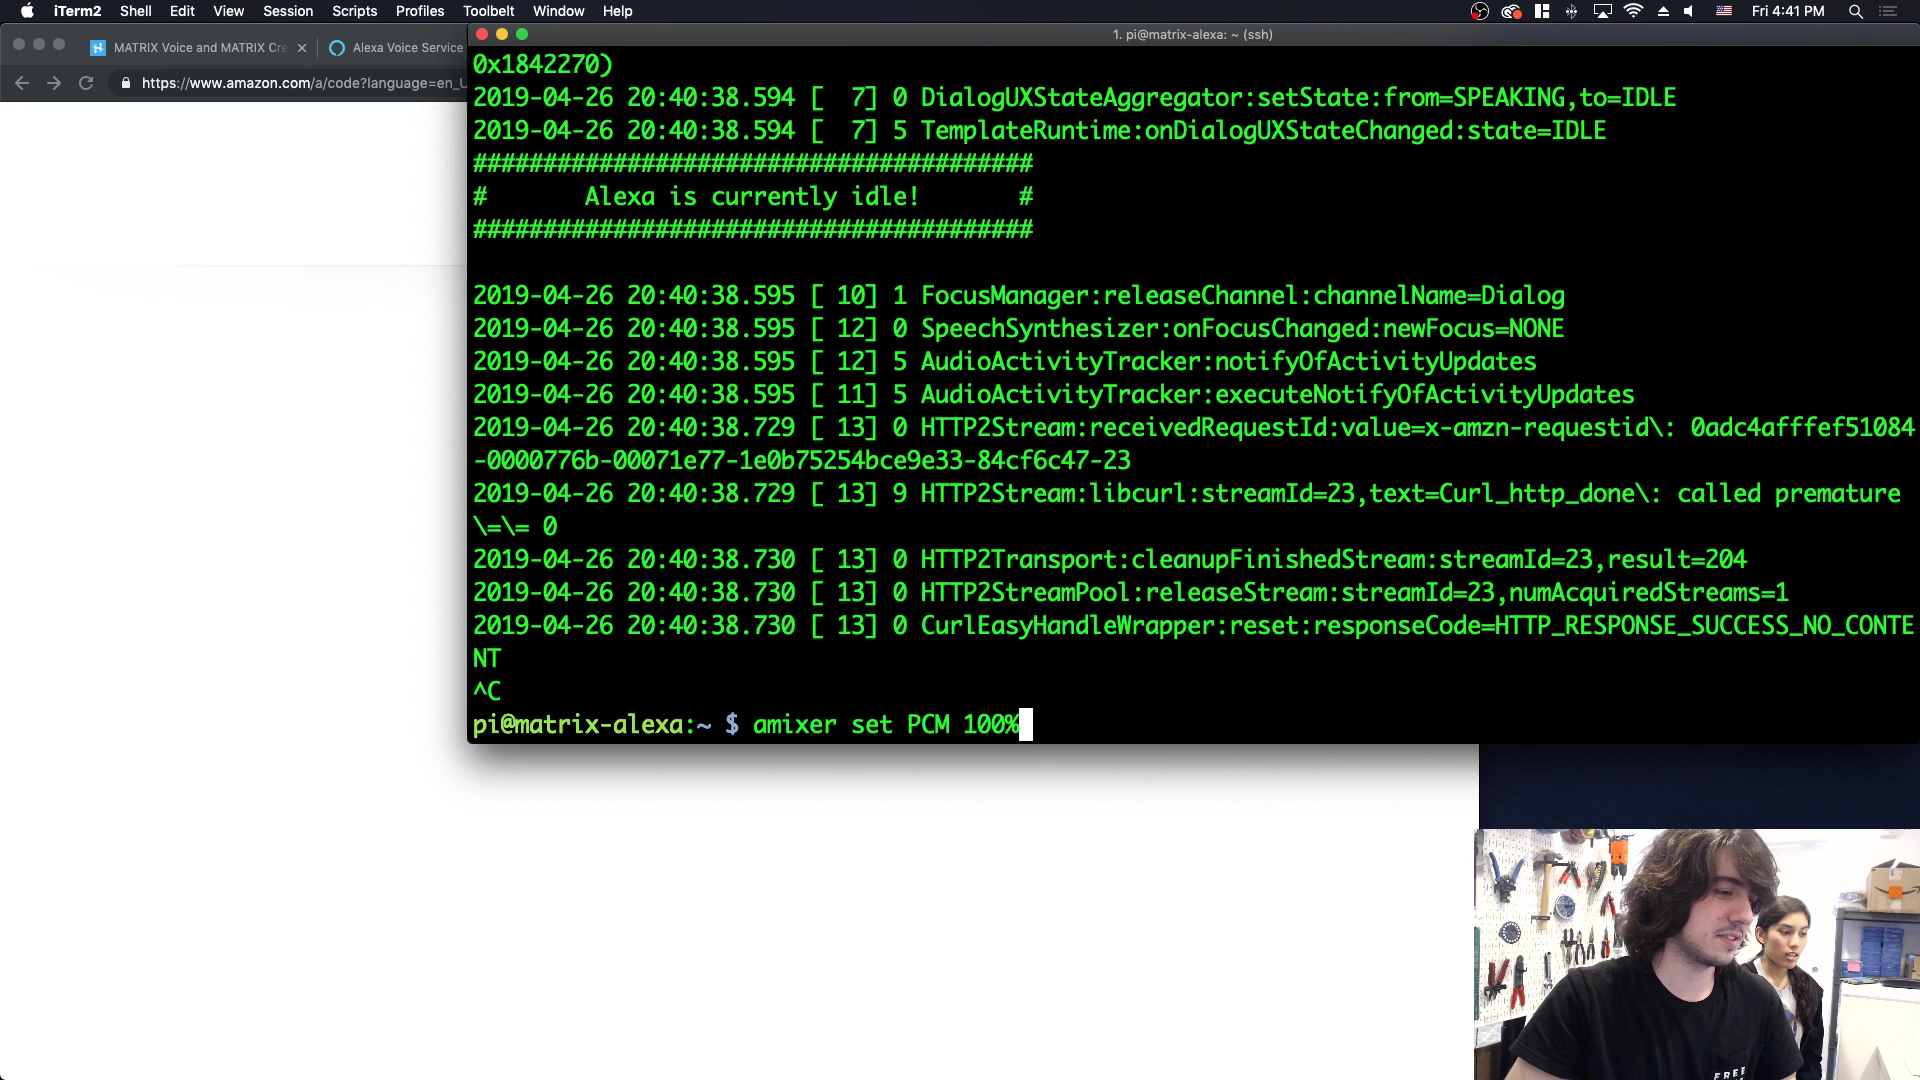 iTerm2 Shell Edit View Session Scripts Profiles Toolbelt Window Help Fri 4:41 PM
1. pi@matrix-alexa: ~ (ssh)
MATRIX Voice and MATRIX Cre Alexa Voice Service
https://www.amazon.com/a/code?language=en_U
0x1842270)
2019-04-26 20:40:38.594 [  7] 0 DialogUXStateAggregator:setState:from=SPEAKING,to=IDLE
2019-04-26 20:40:38.594 [  7] 5 TemplateRuntime:onDialogUXStateChanged:state=IDLE
########################################
#       Alexa is currently idle!       #
########################################
2019-04-26 20:40:38.595 [ 10] 1 FocusManager:releaseChannel:channelName=Dialog
2019-04-26 20:40:38.595 [ 12] 0 SpeechSynthesizer:onFocusChanged:newFocus=NONE
2019-04-26 20:40:38.595 [ 12] 5 AudioActivityTracker:notifyOfActivityUpdates
2019-04-26 20:40:38.595 [ 11] 5 AudioActivityTracker:executeNotifyOfActivityUpdates
2019-04-26 20:40:38.729 [ 13] 0 HTTP2Stream:receivedRequestId:value=x-amzn-requestid\: 0adc4afffef51084
-0000776b-00071e77-1e0b75254bce9e33-84cf6c47-23
2019-04-26 20:40:38.729 [ 13] 9 HTTP2Stream:libcurl:streamId=23,text=Curl_http_done\: called premature
\=\= 0
2019-04-26 20:40:38.730 [ 13] 0 HTTP2Transport:cleanupFinishedStream:streamId=23,result=204
2019-04-26 20:40:38.730 [ 13] 0 HTTP2StreamPool:releaseStream:streamId=23,numAcquiredStreams=1
2019-04-26 20:40:38.730 [ 13] 0 CurlEasyHandleWrapper:reset:responseCode=HTTP_RESPONSE_SUCCESS_NO_CONTE
NT
^C
pi@matrix-alexa:~ $ amixer set PCM 100%
FREE